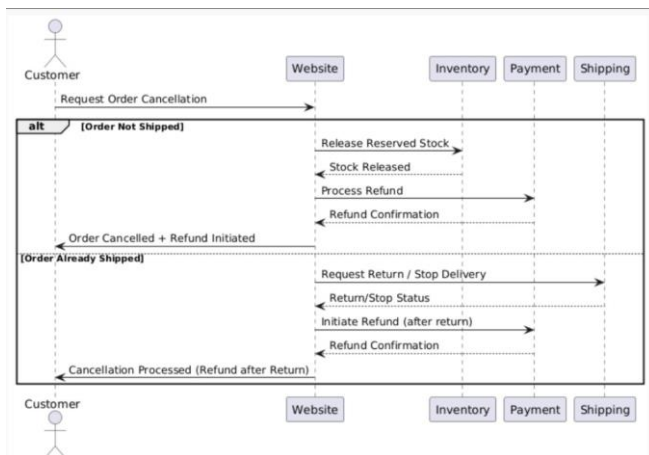 Customer
Website
Inventory
Payment
Shipping
Request Order Cancellation
alt
[Order Not Shipped]
Release Reserved Stock
Stock Released
Process Refund
Refund Confirmation
Order Cancelled + Refund Initiated
[Order Already Shipped]
Request Return / Stop Delivery
Return/Stop Status
Initiate Refund (after return)
Refund Confirmation
Cancellation Processed (Refund after Return)
Customer
Website
Inventory
Payment
Shipping